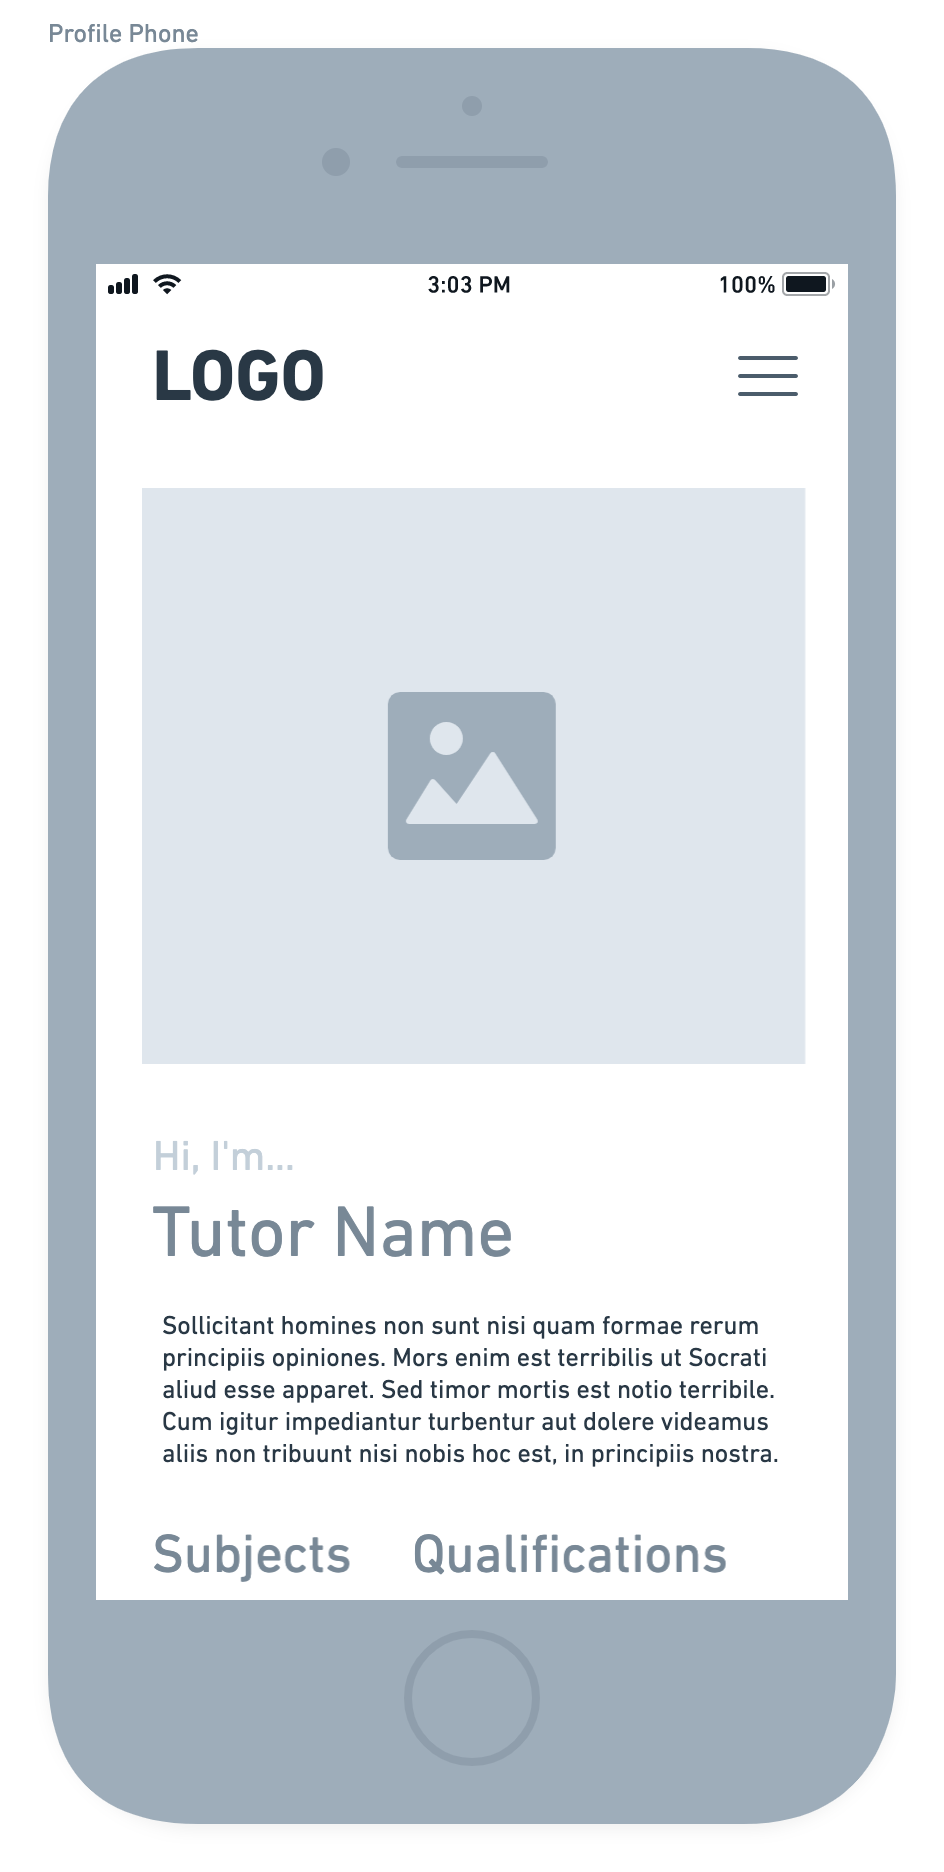 Profile Phone
3:03 PM
100%
LOGO
Hi, I'm...
Tutor Name
Sollicitant homines non sunt nisi quam formae rerum
principiis opiniones. Mors enim est terribilis ut Socrati
aliud esse apparet. Sed timor mortis est notio terribile.
Cum igitur impediantur turbentur aut dolere videamus
aliis non tribuunt nisi nobis hoc est, in principiis nostra.
Subjects Qualifications